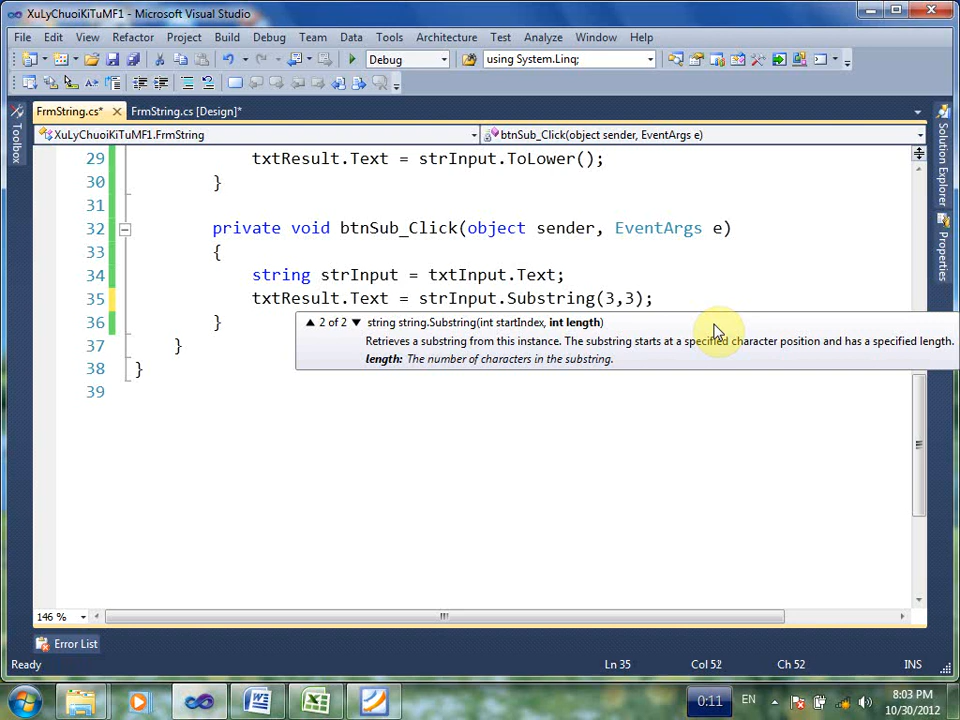 XuLyChuoiKiTuMF1 - Microsoft Visual Studio
File Edit View Refactor Project Build Debug Team Data Tools Architecture Test Analyze Window Help
Debug using System.Linq;
FrmString.cs* FrmString.cs [Design]*
XuLyChuoiKiTuMF1.FrmString btnSub_Click(object sender, EventArgs e)
Toolbox
Solution Explorer
Properties
29 txtResult.Text = strInput.ToLower();
30 }
31
32 private void btnSub_Click(object sender, EventArgs e)
33 {
34 string strInput = txtInput.Text;
35 txtResult.Text = strInput.Substring(3,3);
36 }
2 of 2 string string.Substring(int startIndex, int length)
Retrieves a substring from this instance. The substring starts at a specified character position and has a specified length.
length: The number of characters in the substring.
37 }
38 }
39
146 %
Error List
Ready Ln 35 Col 52 Ch 52 INS
0:11 EN 8:03 PM
10/30/2012